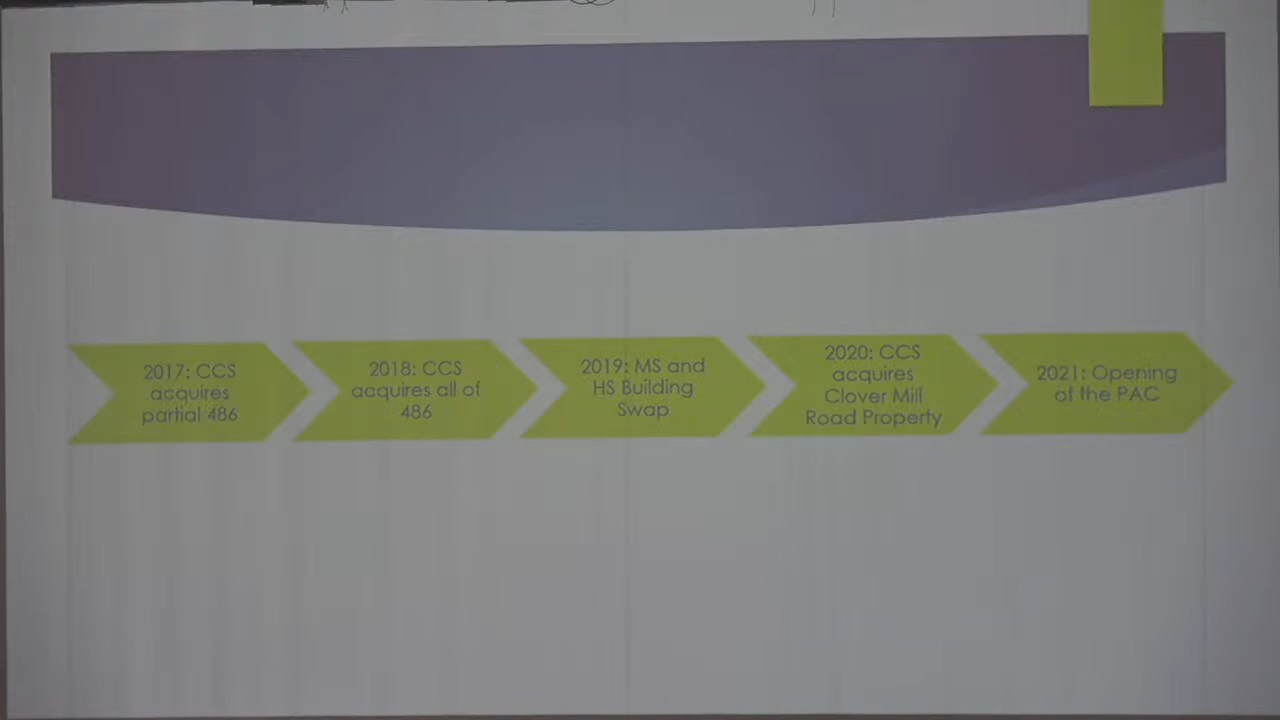 2017: CCS
acquires
partial 486
2018: CCS
acquires all of
486
2019: MS and
HS Building
Swap
2020: CCS
acquires
Clover Mill
Road Property
2021: Opening
of the PAC